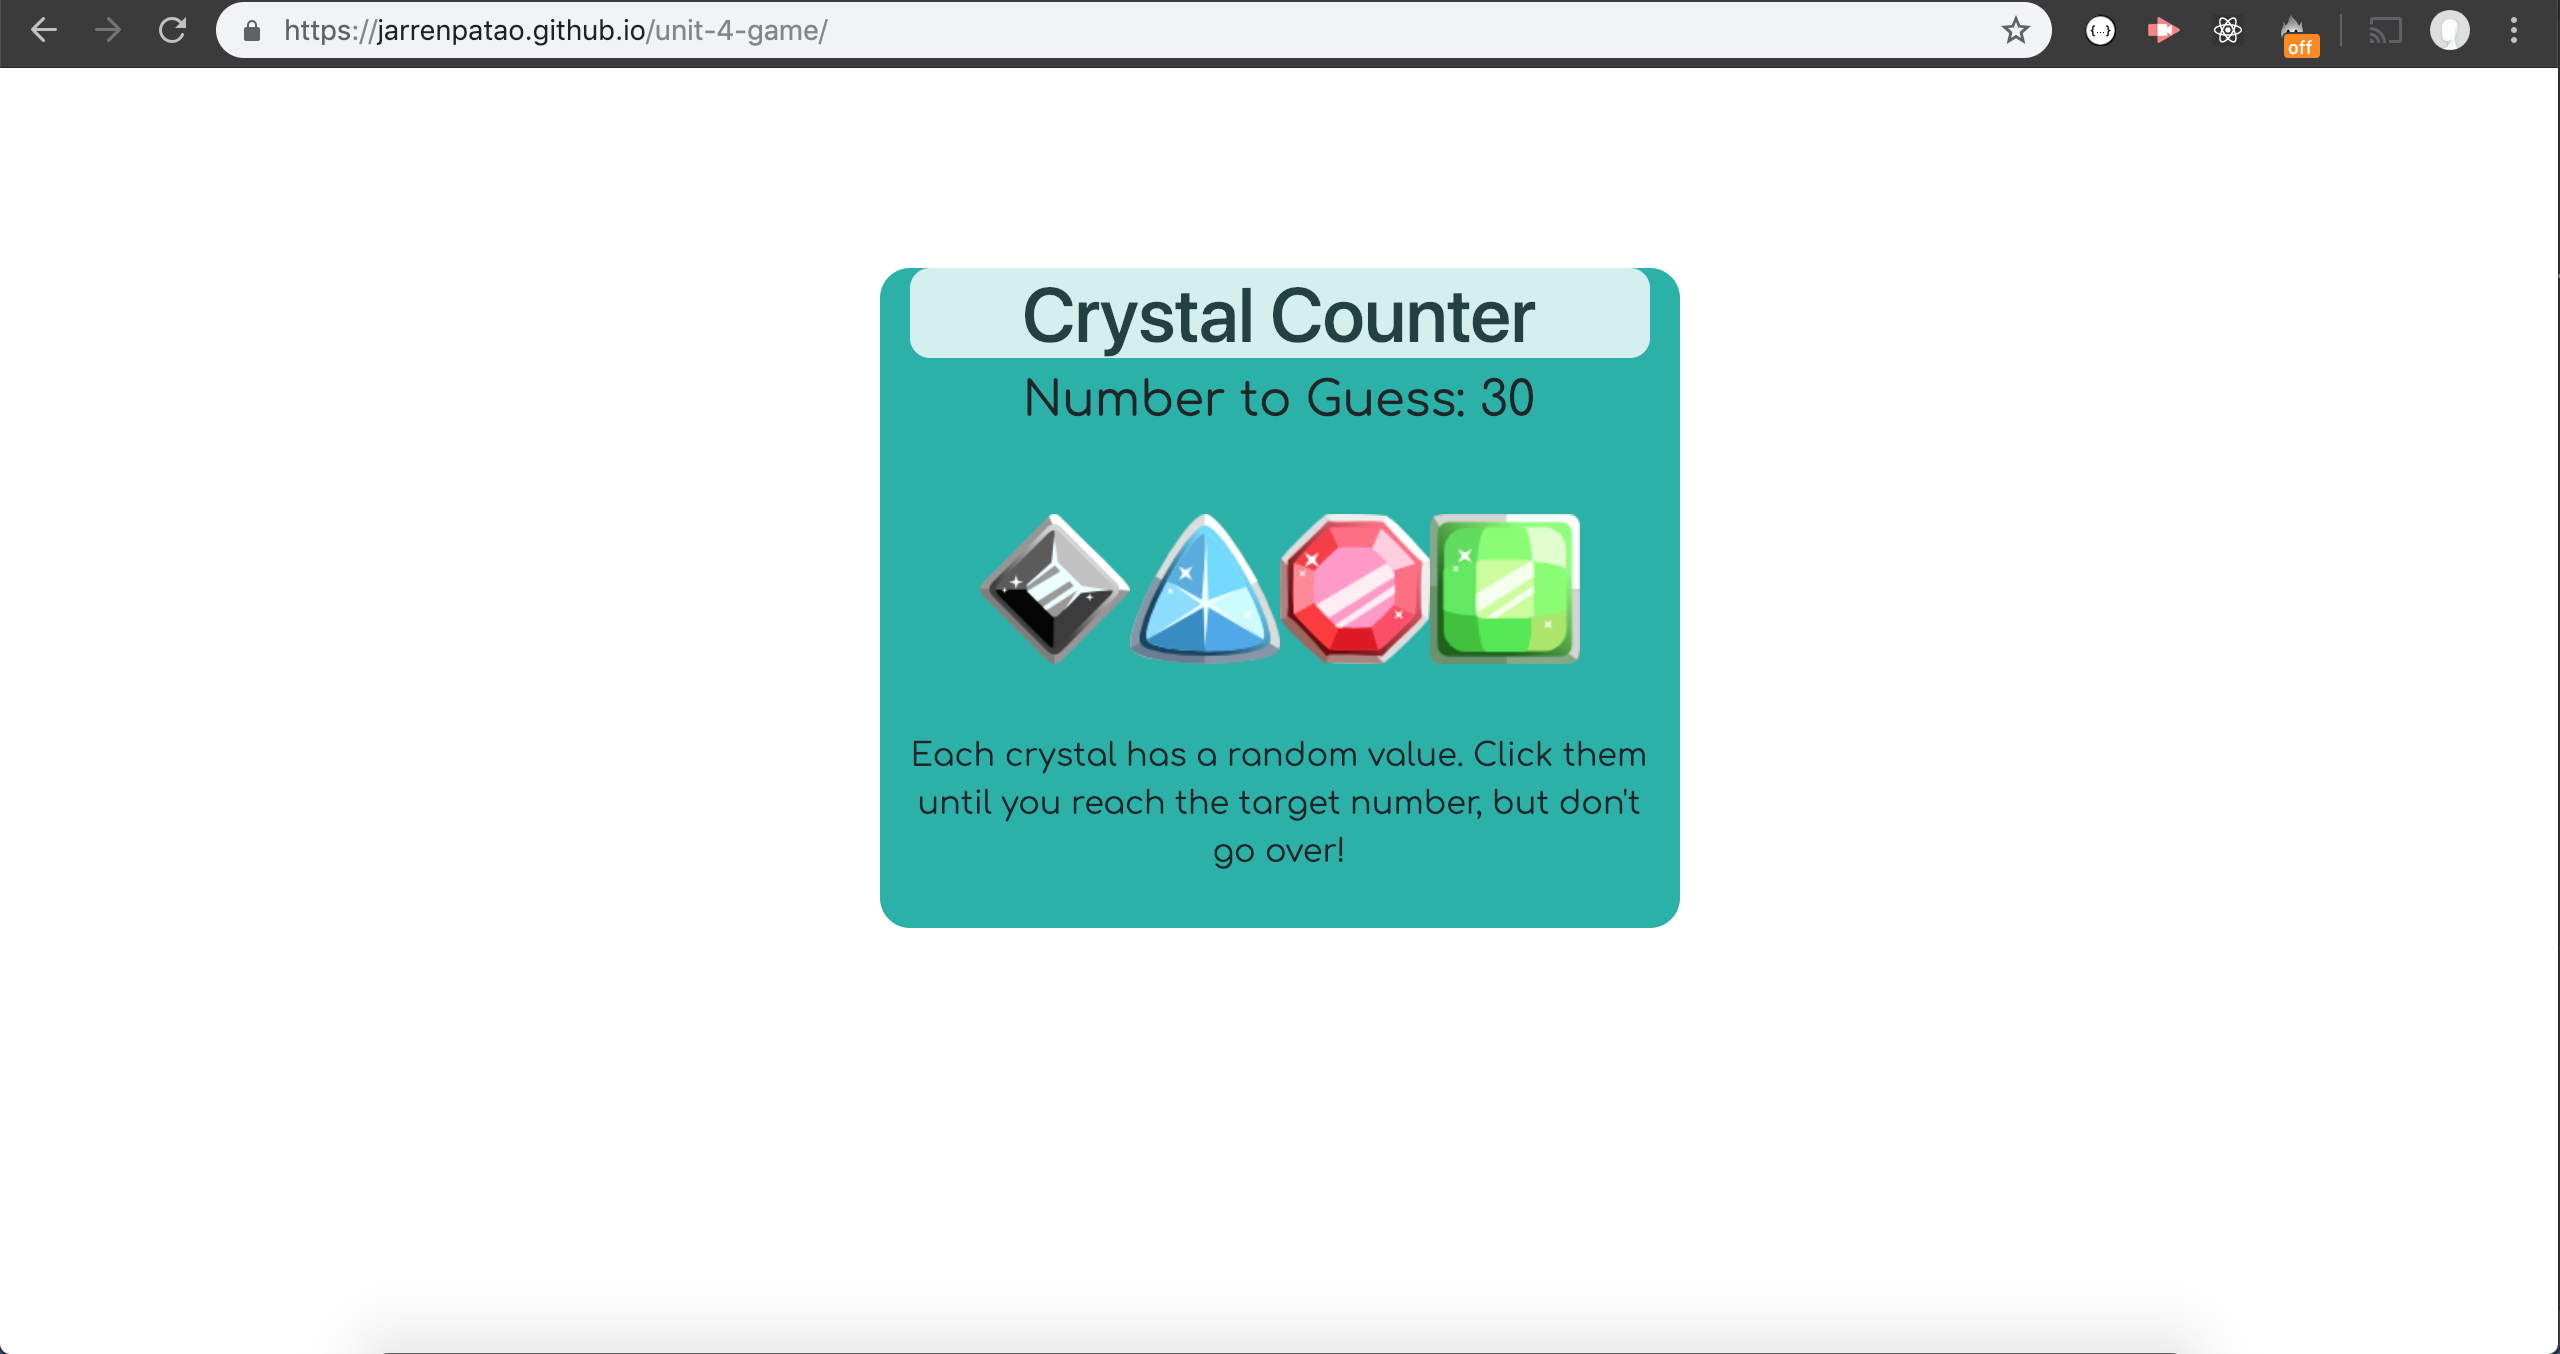 https://jarrenpatao.github.io/unit-4-game/
{...}
off
Crystal Counter
Number to Guess: 30
Each crystal has a random value. Click them
until you reach the target number, but don't
go over!